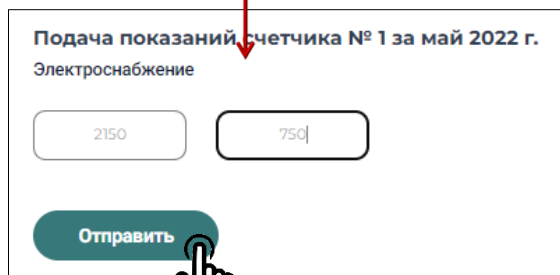 Подача показаний счетчика № 1 за май 2022 г.
Электроснабжение
2150 750
Отправить